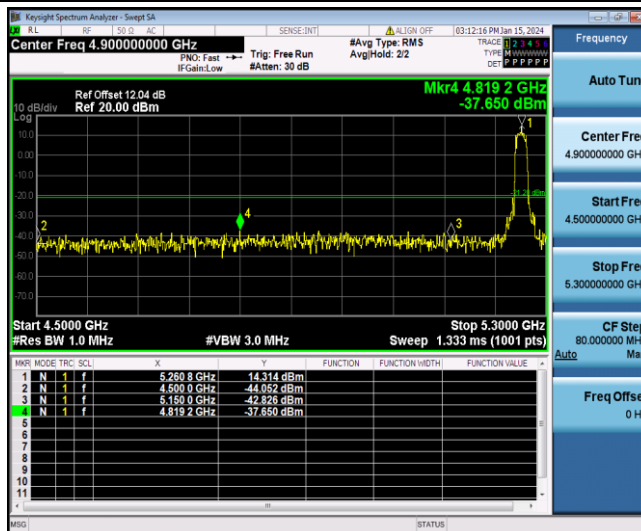 Keysight Spectrum Analyzer - Swept SA
RL RF 50 Ω AC SENSE:INT ALIGN OFF 03:12:16 PM Jan 15, 2024
Center Freq 4.900000000 GHz
PNO: Fast
IFGain:Low
Trig: Free Run
#Atten: 30 dB
#Avg Type: RMS
Avg|Hold: 2/2
TRACE 1 2 3 4 5 6
TYPE M WWWWW
DET P P P P P P
Ref Offset 12.04 dB
10 dB/div Ref 20.00 dBm
Mkr4 4.819 2 GHz
-37.650 dBm
Log
10.0
0.00
-10.0
-20.0
-30.0
-40.0
-50.0
-60.0
-70.0
1
2
3
4
Start 4.5000 GHz Stop 5.3000 GHz
#Res BW 1.0 MHz #VBW 3.0 MHz Sweep 1.333 ms (1001 pts)
MKR MODE TRC SCL X Y FUNCTION FUNCTION WIDTH FUNCTION VALUE
1 N 1 f 5.260 8 GHz 14.314 dBm
2 N 1 f 4.500 0 GHz -44.052 dBm
3 N 1 f 5.150 0 GHz -42.826 dBm
4 N 1 f 4.819 2 GHz -37.650 dBm
5
6
7
8
9
10
11
MSG STATUS
Frequency
Auto Tun
Center Fre
4.900000000 GH
Start Fre
4.500000000 GH
Stop Fre
5.300000000 GH
CF Step
80.000000 MH
Auto Ma
Freq Offse
0 H